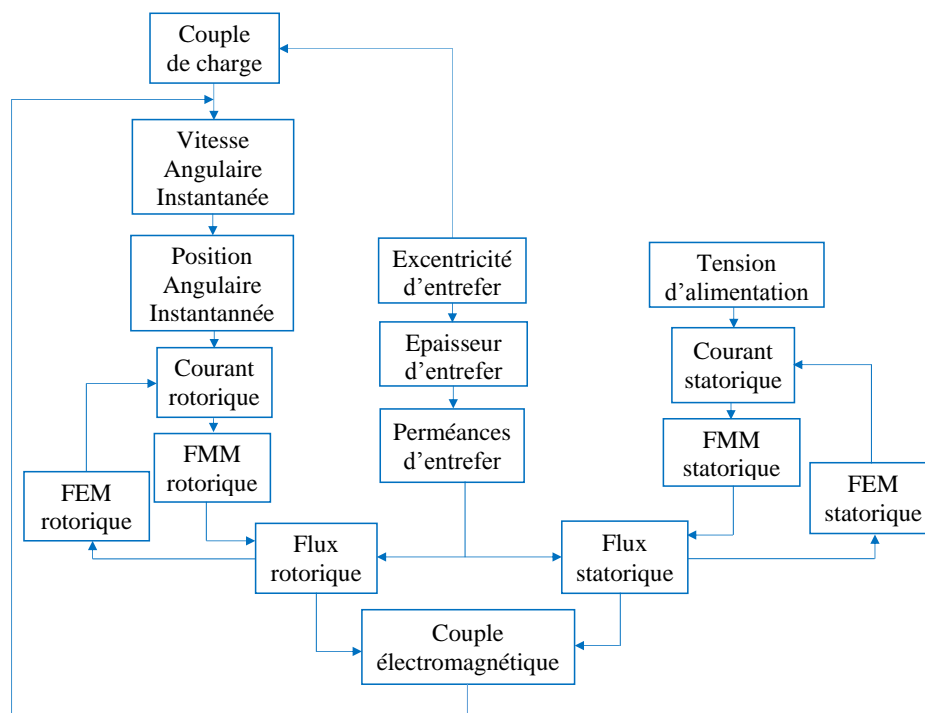 Couple
de charge
Vitesse
Angulaire
Instantanée
Position
Angulaire
Instantannée
Excentricité
d'entrefer
Tension
d'alimentation
Epaisseur
d'entrefer
Courant
rotorique
Courant
statorique
Perméances
d'entrefer
FMM
rotorique
FMM
statorique
FEM
rotorique
FEM
statorique
Flux
rotorique
Flux
statorique
Couple
électromagnétique